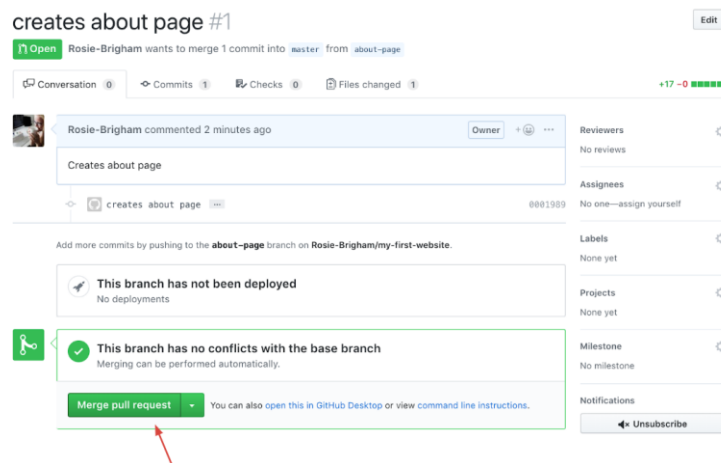 creates about page #1
Edit
Open Rosie-Brigham wants to merge 1 commit into master from about-page
Conversation 0 Commits 1 Checks 0 Files changed 1 +17 −0
Rosie-Brigham commented 2 minutes ago Owner + ···
Creates about page
creates about page ··· 0001989
Add more commits by pushing to the about-page branch on Rosie-Brigham/my-first-website.
This branch has not been deployed
No deployments
This branch has no conflicts with the base branch
Merging can be performed automatically.
Merge pull request You can also open this in GitHub Desktop or view command line instructions.
Reviewers
No reviews
Assignees
No one—assign yourself
Labels
None yet
Projects
None yet
Milestone
No milestone
Notifications
Unsubscribe